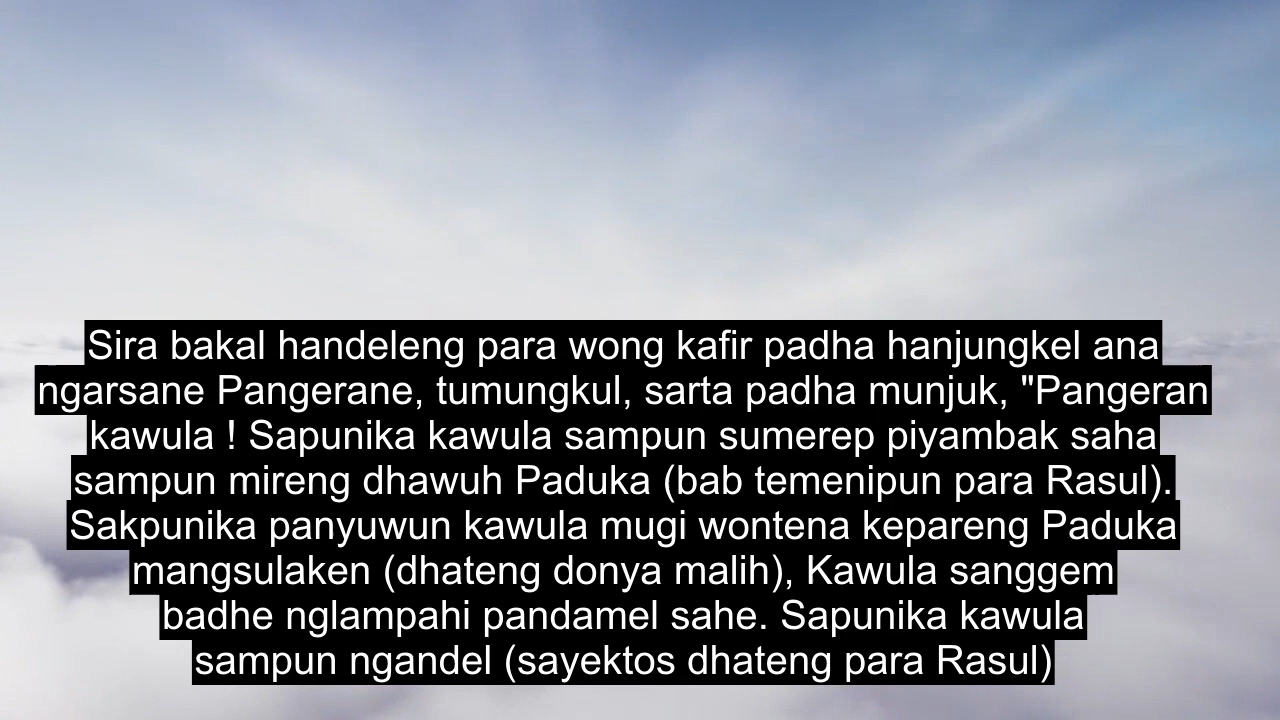 Sira bakal handeleng para wong kafir padha hanjungkel ana
ngarsane Pangerane, tumungkul, sarta padha munjuk, "Pangeran
kawula ! Sapunika kawula sampun sumerep piyambak saha
sampun mireng dhawuh Paduka (bab temenipun para Rasul).
Sakpunika panyuwun kawula mugi wontena kepareng Paduka
mangsulaken (dhateng donya malih), Kawula sanggem
badhe nglampahi pandamel sahe. Sapunika kawula
sampun ngandel (sayektos dhateng para Rasul)